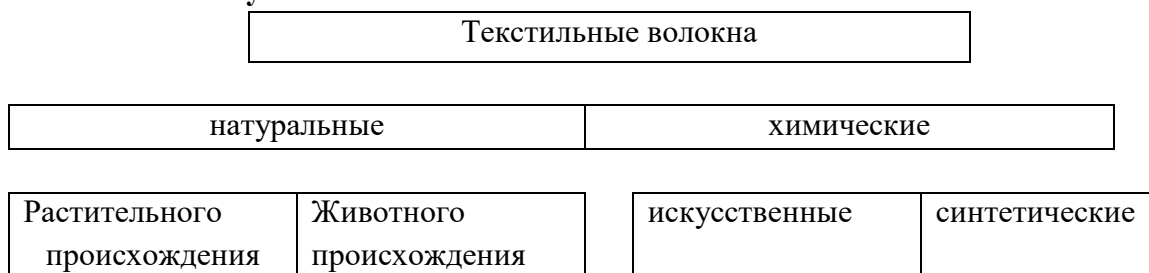 Текстильные волокна
натуральные химические
Растительного Животного искусственные синтетические
происхождения происхождения